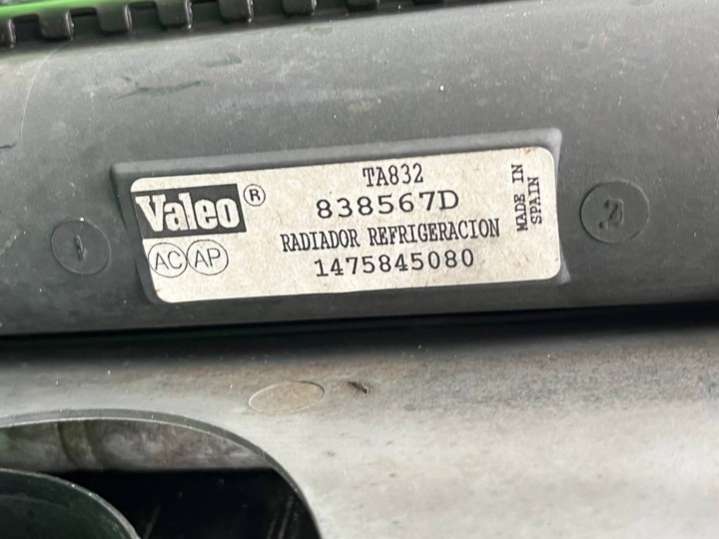 TA832
Valeo®
838567D
RADIADOR REFRIGERACION
AC AP
1475845080
MADE IN
SPAIN